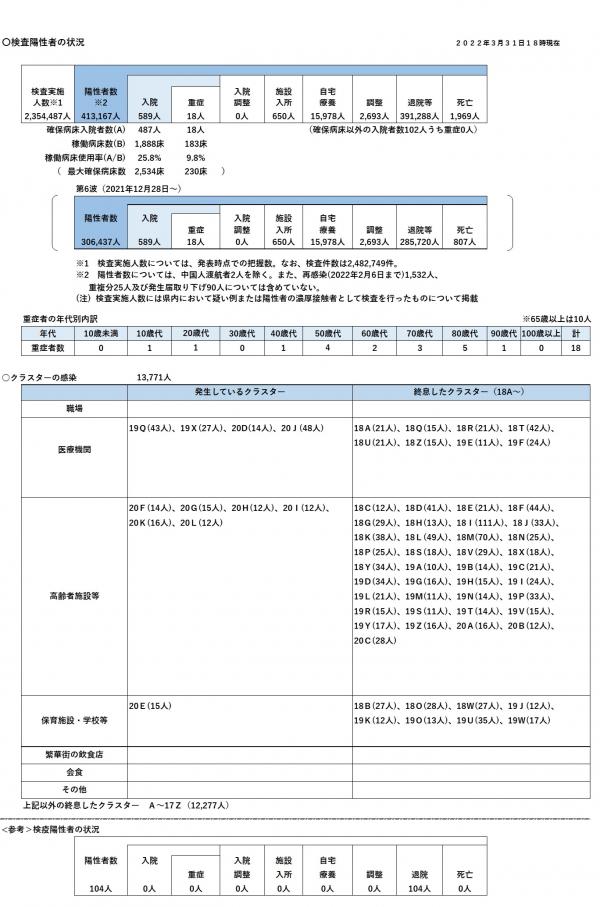 〇検査陽性者の状況
２０２２年３月３１日１８時現在
検査実施人数※1 陽性者数※2 入院 重症 入院調整 施設入所 自宅療養 調整 退院等 死亡
2,354,487人 413,167人 589人 18人 0人 650人 15,978人 2,693人 391,288人 1,969人
確保病床入院者数(A) 487人 18人 （確保病床以外の入院者数102人うち重症0人）
稼働病床数(B) 1,888床 183床
稼働病床使用率(A/B) 25.8% 9.8%
（ 最大確保病床数 2,534床 230床 ）
第6波（2021年12月28日～）
陽性者数 入院 重症 入院調整 施設入所 自宅療養 調整 退院等 死亡
306,437人 589人 18人 0人 650人 15,978人 2,693人 285,720人 807人
※1 検査実施人数については、発表時点での把握数。なお、検査件数は2,482,749件。
※2 陽性者数については、中国人渡航者2人を除く。また、再感染(2022年2月6日まで)1,532人、
重複分25人及び発生届取り下げ90人については含めていない。
（注）検査実施人数には県内において疑い例または陽性者の濃厚接触者として検査を行ったものについて掲載
重症者の年代別内訳 ※65歳以上は10人
年代 10歳未満 10歳代 20歳代 30歳代 40歳代 50歳代 60歳代 70歳代 80歳代 90歳代 100歳以上 計
重症者数 0 1 1 0 1 4 2 3 5 1 0 18
〇クラスターの感染 13,771人
発生しているクラスター 終息したクラスター（18A～）
職場
医療機関
19Q(43人)、19X(27人)、20D(14人)、20J(48人)
18A(21人)、18Q(15人)、18R(21人)、18T(42人)、
18U(21人)、18Z(15人)、19E(11人)、19F(24人)
高齢者施設等
20F(14人)、20G(15人)、20H(12人)、20I(12人)、
20K(16人)、20L(12人)
18C(12人)、18D(41人)、18E(21人)、18F(44人)、
18G(29人)、18H(13人)、18I(111人)、18J(33人)、
18K(38人)、18L(49人)、18M(70人)、18N(25人)、
18P(25人)、18S(18人)、18V(29人)、18X(18人)、
18Y(34人)、19A(10人)、19B(14人)、19C(21人)、
19D(34人)、19G(16人)、19H(15人)、19I(24人)、
19L(21人)、19M(11人)、19N(14人)、19P(33人)、
19R(15人)、19S(11人)、19T(14人)、19V(15人)、
19Y(17人)、19Z(16人)、20A(16人)、20B(12人)、
20C(28人)
保育施設・学校等
20E(15人)
18B(27人)、18O(28人)、18W(27人)、19J(12人)、
19K(12人)、19O(13人)、19U(35人)、19W(17人)
繁華街の飲食店
会食
その他
上記以外の終息したクラスター A～17Z（12,277人）
<参考>検疫陽性者の状況
陽性者数 入院 重症 入院調整 施設入所 自宅療養 調整 退院 死亡
104人 0人 0人 0人 0人 0人 0人 104人 0人